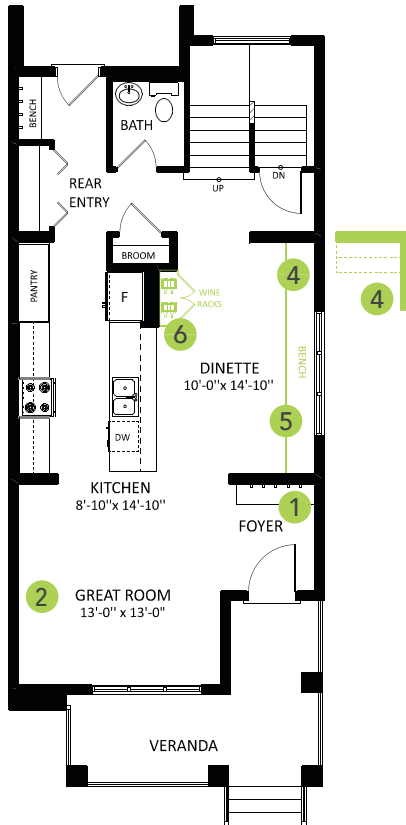 BENCH
BATH
REAR
ENTRY
UP
DN
BROOM
PANTRY
F
WINE
RACKS
4
4
6
DINETTE
10'-0"x 14'-10"
BENCH
5
DW
KITCHEN
8'-10"x 14'-10"
1
FOYER
2
GREAT ROOM
13'-0" x 13'-0"
VERANDA